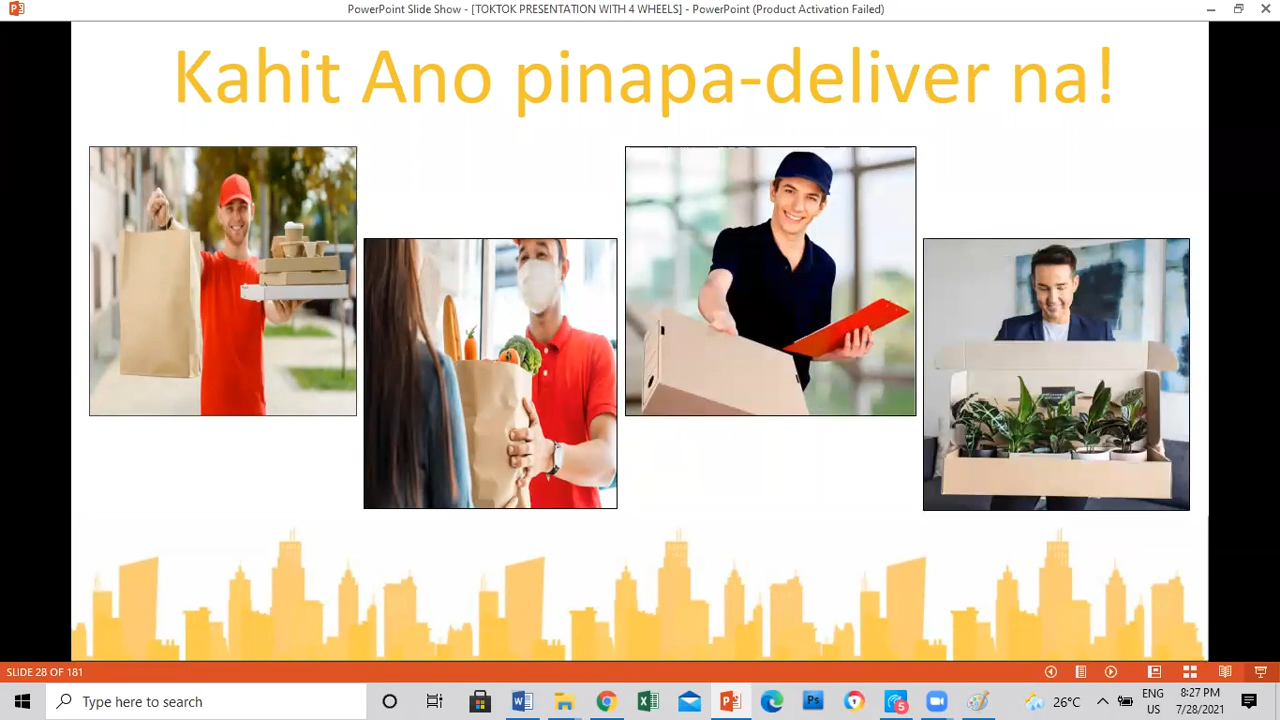 PowerPoint Slide Show - [TOKTOK PRESENTATION WITH 4 WHEELS] - PowerPoint (Product Activation Failed)
Kahit Ano pinapa-deliver na!
SLIDE 28 OF 181
Type here to search
5
26°C
ENG
US
8:27 PM
7/28/2021